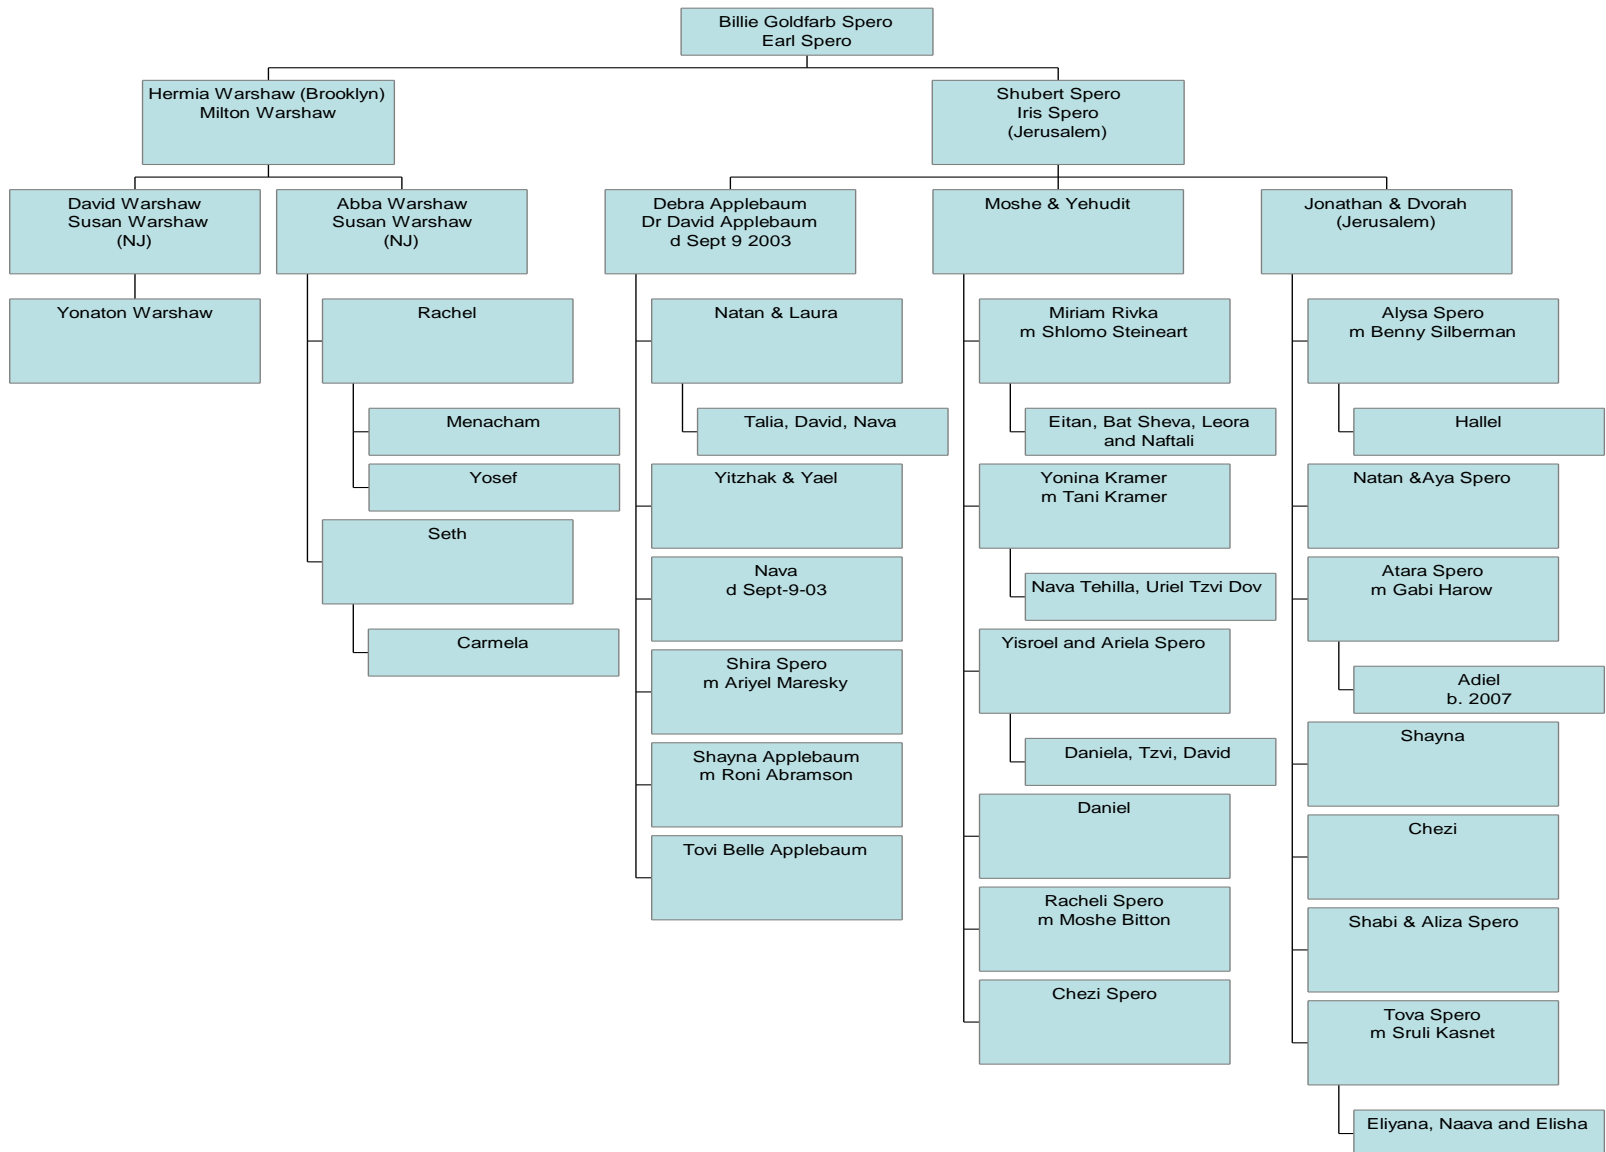 Billie Goldfarb Spero
Earl Spero
Hermia Warshaw (Brooklyn)
Milton Warshaw
Shubert Spero
Iris Spero
(Jerusalem)
David Warshaw
Susan Warshaw
(NJ)
Abba Warshaw
Susan Warshaw
(NJ)
Debra Applebaum
Dr David Applebaum
d Sept 9 2003
Moshe & Yehudit
Jonathan & Dvorah
(Jerusalem)
Yonaton Warshaw
Rachel
Menacham
Yosef
Seth
Carmela
Natan & Laura
Talia, David, Nava
Yitzhak & Yael
Nava
d Sept-9-03
Shira Spero
m Ariyel Maresky
Shayna Applebaum
m Roni Abramson
Tovi Belle Applebaum
Miriam Rivka
m Shlomo Steineart
Eitan, Bat Sheva, Leora
and Naftali
Yonina Kramer
m Tani Kramer
Nava Tehilla, Uriel Tzvi Dov
Yisroel and Ariela Spero
Daniela, Tzvi, David
Daniel
Racheli Spero
m Moshe Bitton
Chezi Spero
Alysa Spero
m Benny Silberman
Hallel
Natan &Aya Spero
Atara Spero
m Gabi Harow
Adiel
b. 2007
Shayna
Chezi
Shabi & Aliza Spero
Tova Spero
m Sruli Kasnet
Eliyana, Naava and Elisha